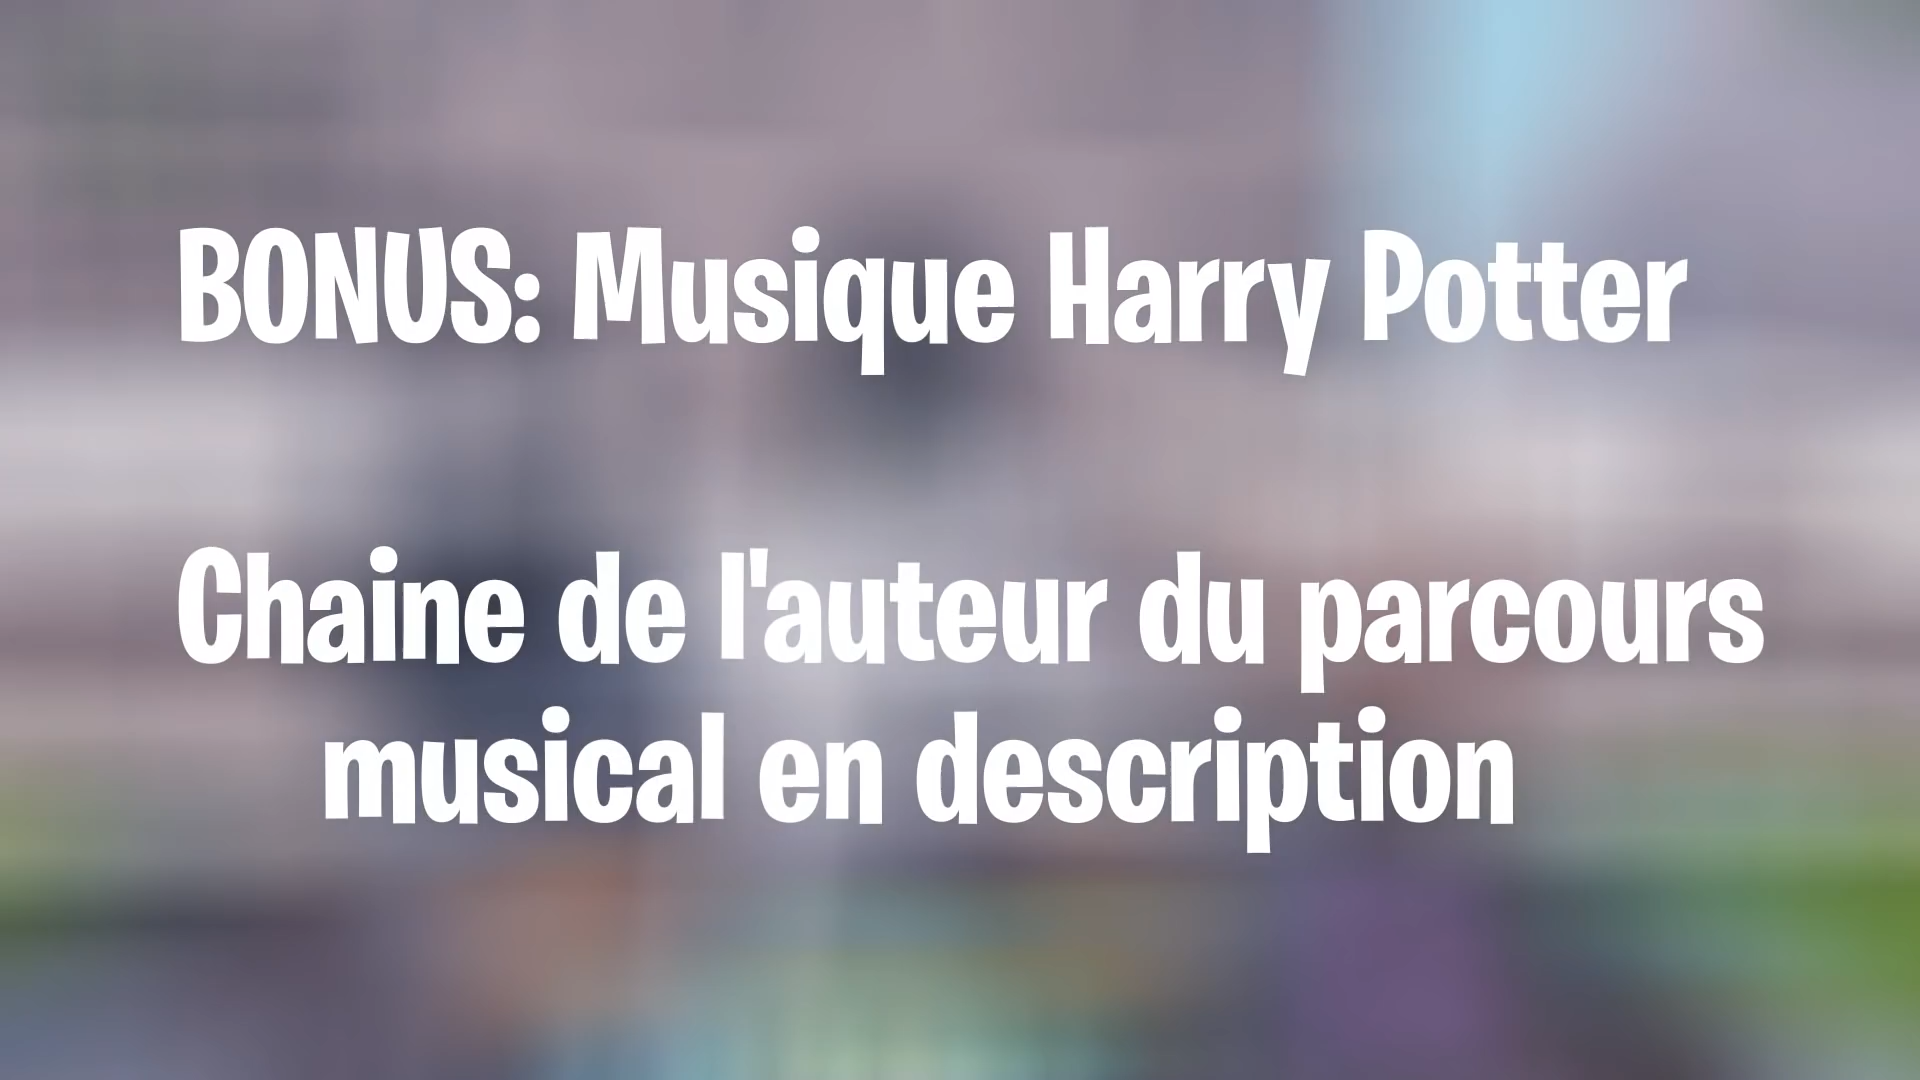 BONUS: Musique Harry Potter
Chaine de l'auteur du parcours
musical en description